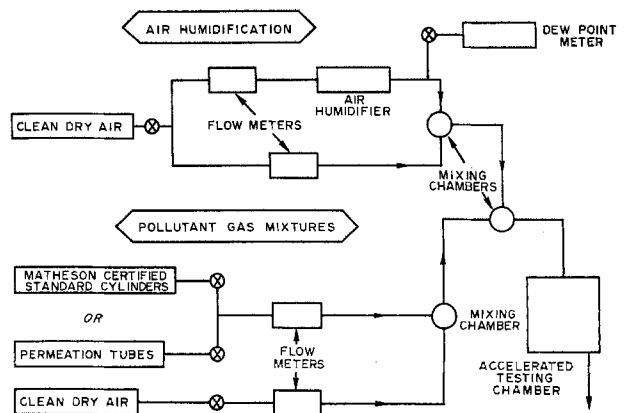 AIR HUMIDIFICATION
DEW POINT
METER
AIR
HUMIDIFIER
CLEAN DRY AIR
FLOW METERS
MIXING
CHAMBERS
POLLUTANT GAS MIXTURES
MATHESON CERTIFIED
STANDARD CYLINDERS
OR
MIXING
CHAMBER
PERMEATION TUBES
FLOW
METERS
ACCELERATED
TESTING
CHAMBER
CLEAN DRY AIR